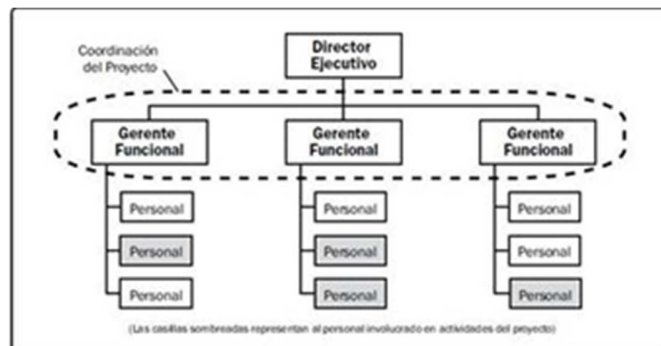 Coordinación
del Proyecto
Director
Ejecutivo
Gerente
Funcional
Gerente
Funcional
Gerente
Funcional
Personal
Personal
Personal
Personal
Personal
Personal
Personal
Personal
Personal
(Las casillas sombreadas representan al personal involucrado en actividades del proyecto)